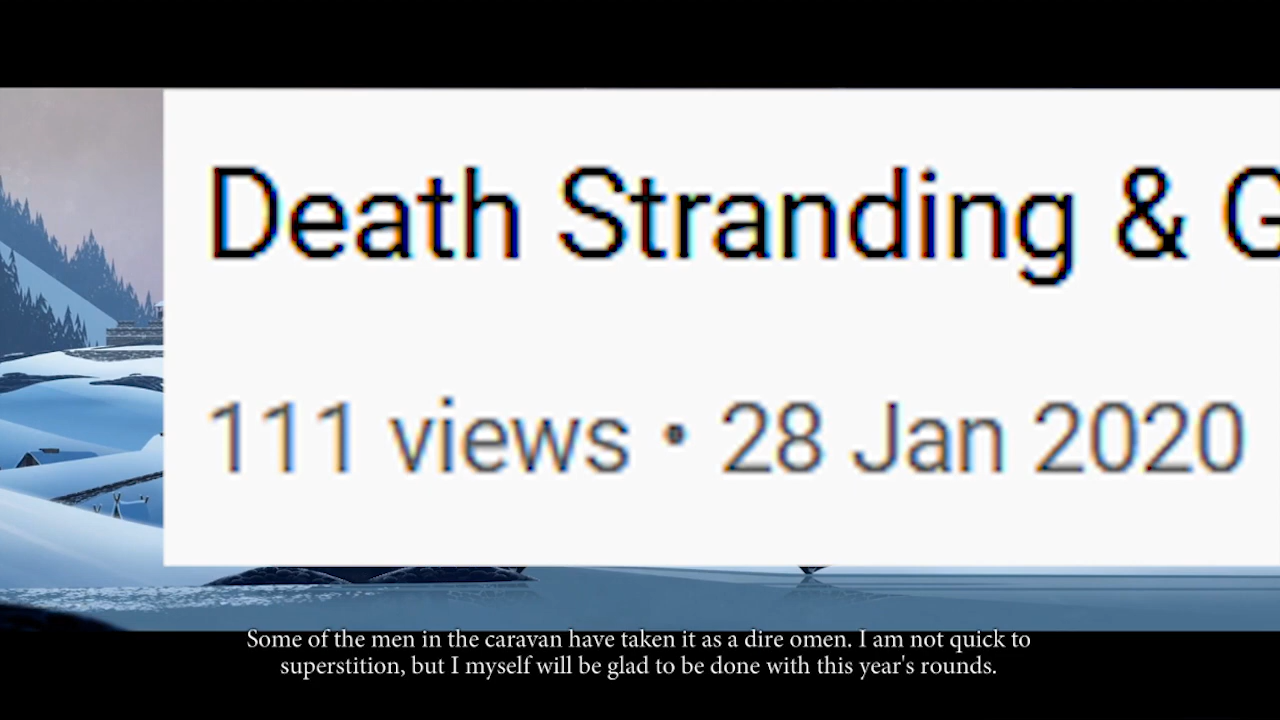 Death Stranding & G
111 views • 28 Jan 2020
Some of the men in the caravan have taken it as a dire omen. I am not quick to
superstition, but I myself will be glad to be done with this year's rounds.